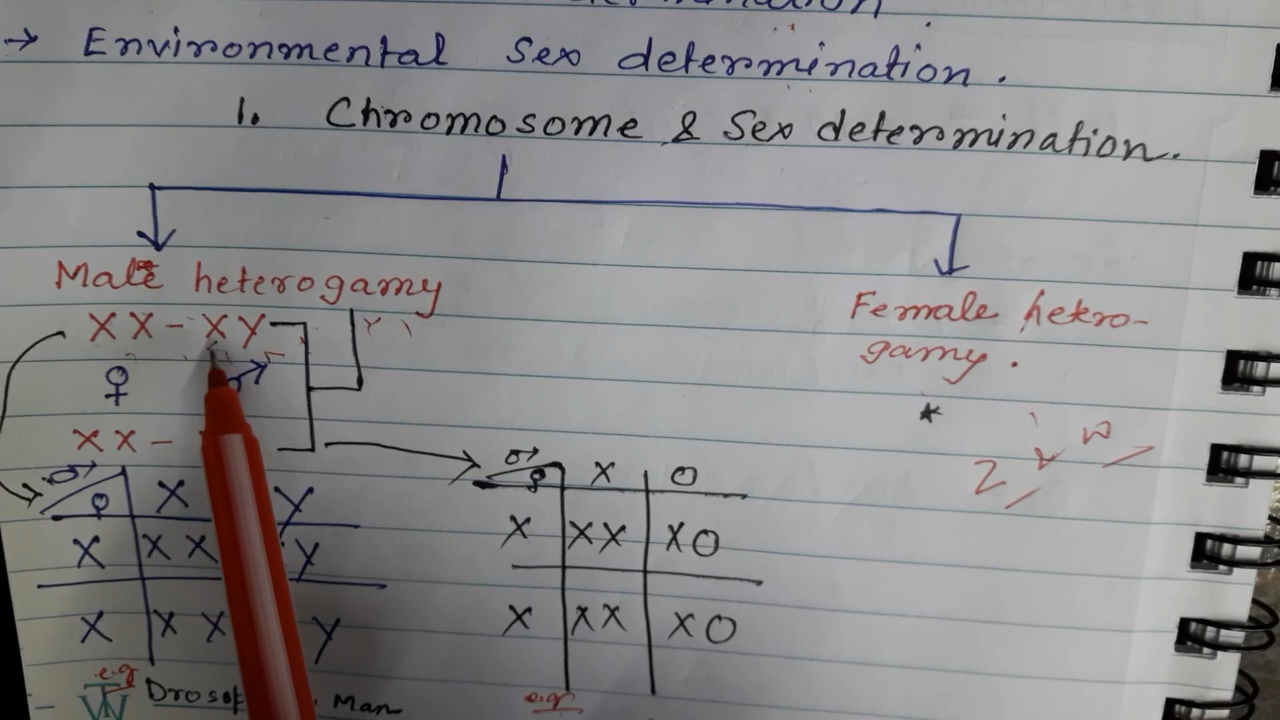 → Environmental Sex determination.
1. Chromosome & Sex determination.
Male heterogamy
Female hetro-
gamy.
XX - XY
♀
XX -
♂ ♀ X Y
X XX Y
X XX Y
♂ ♀ X O
X XX XO
X XX XO
*
Z W
e.g
Man
e.g